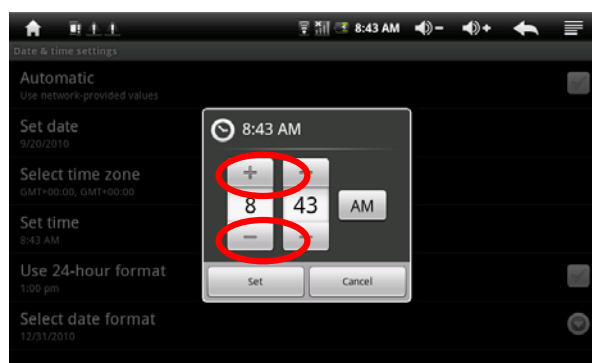 8:43 AM
Date & time settings
Automatic
Use network-provided values
Set date
9/20/2010
8:43 AM
Select time zone
GMT+00:00, GMT+00:00
+ +
8 43 AM
- -
Set time
8:43 AM
Use 24-hour format
1:00 pm
Set Cancel
Select date format
12/31/2010